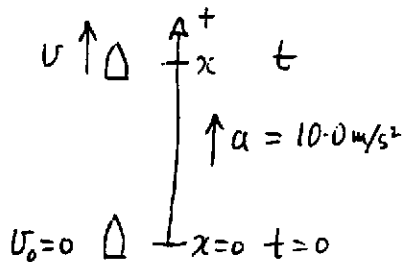 +
v x t
a = 10.0 m/s²
v₀=0 x=0 t=0